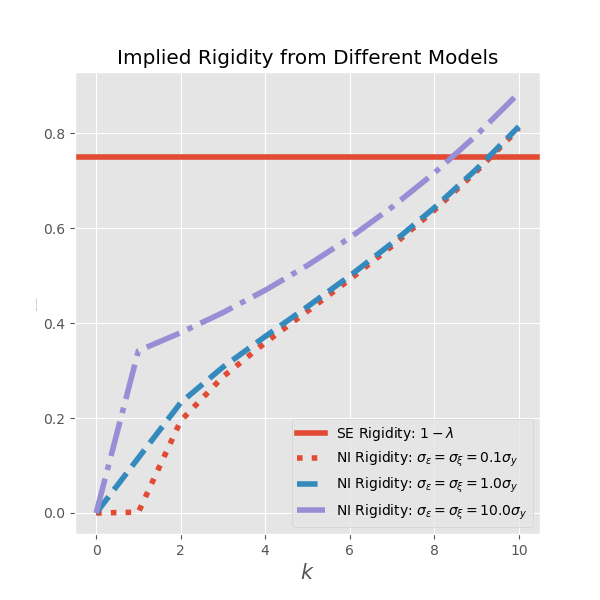 Implied Rigidity from Different Models
0.8
0.6
0.4
0.2
0.0
SE Rigidity: 1 − λ
NI Rigidity: σ_ε = σ_ξ = 0.1σ_y
NI Rigidity: σ_ε = σ_ξ = 1.0σ_y
NI Rigidity: σ_ε = σ_ξ = 10.0σ_y
0 2 4 6 8 10
k